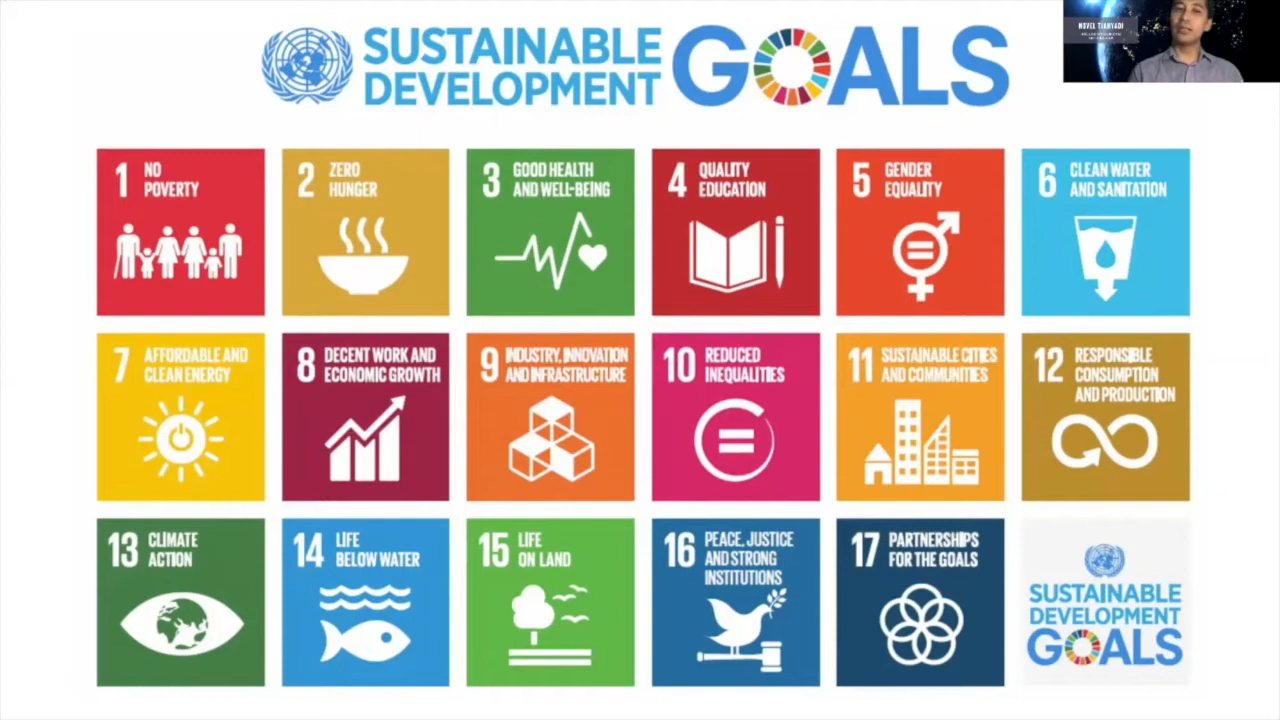 SUSTAINABLE
DEVELOPMENT
GOALS
1 NO
POVERTY
2 ZERO
HUNGER
3 GOOD HEALTH
AND WELL-BEING
4 QUALITY
EDUCATION
5 GENDER
EQUALITY
6 CLEAN WATER
AND SANITATION
7 AFFORDABLE AND
CLEAN ENERGY
8 DECENT WORK AND
ECONOMIC GROWTH
9 INDUSTRY, INNOVATION
AND INFRASTRUCTURE
10 REDUCED
INEQUALITIES
11 SUSTAINABLE CITIES
AND COMMUNITIES
12 RESPONSIBLE
CONSUMPTION
AND PRODUCTION
13 CLIMATE
ACTION
14 LIFE
BELOW WATER
15 LIFE
ON LAND
16 PEACE, JUSTICE
AND STRONG
INSTITUTIONS
17 PARTNERSHIPS
FOR THE GOALS
SUSTAINABLE
DEVELOPMENT
GOALS